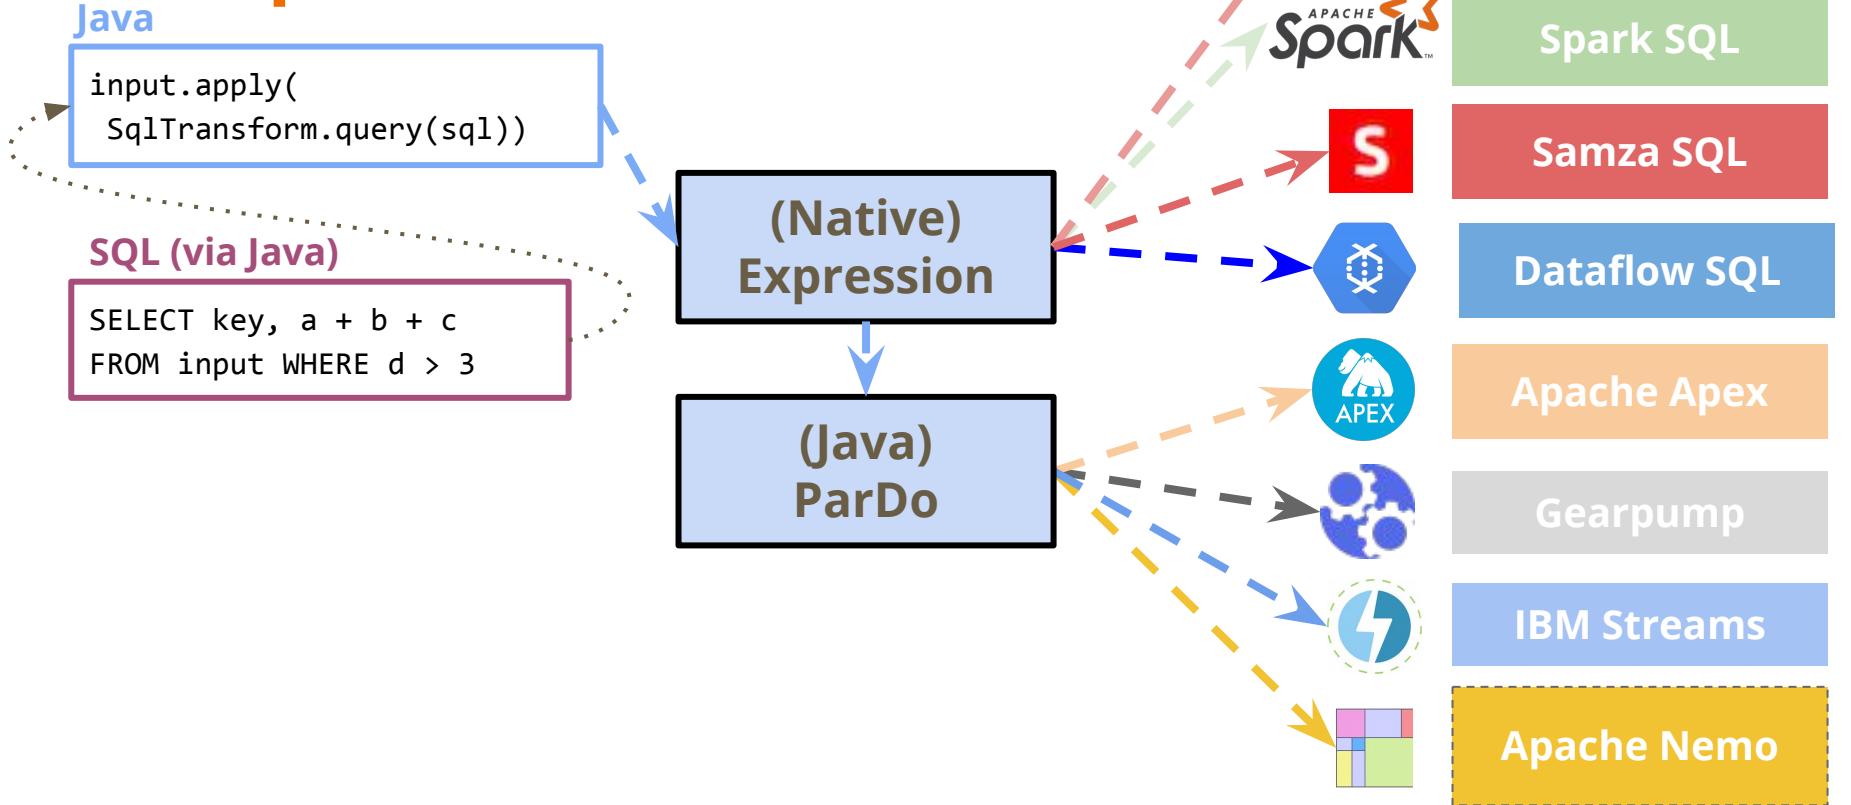 Java
input.apply(
 SqlTransform.query(sql))
SQL (via Java)
SELECT key, a + b + c
FROM input WHERE d > 3
(Native)
Expression
(Java)
ParDo
APACHE
Spark™
Spark SQL
S
Samza SQL
Dataflow SQL
APEX
Apache Apex
Gearpump
IBM Streams
Apache Nemo